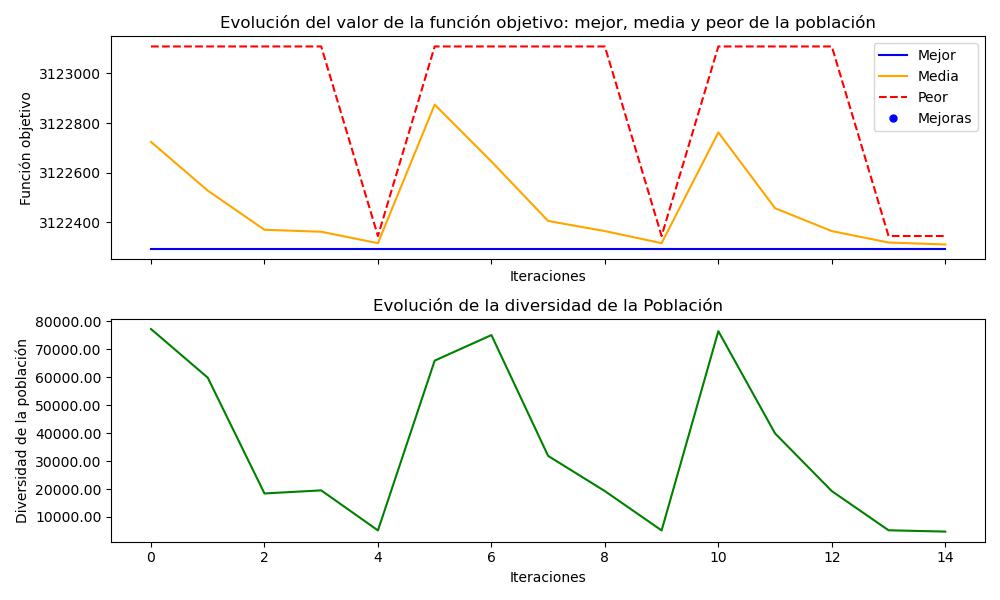 Evolución del valor de la función objetivo: mejor, media y peor de la población
Función objetivo
3123000
3122800
3122600
3122400
Mejor
Media
Peor
Mejoras
Iteraciones
Evolución de la diversidad de la Población
Diversidad de la población
80000.00
70000.00
60000.00
50000.00
40000.00
30000.00
20000.00
10000.00
0 2 4 6 8 10 12 14
Iteraciones